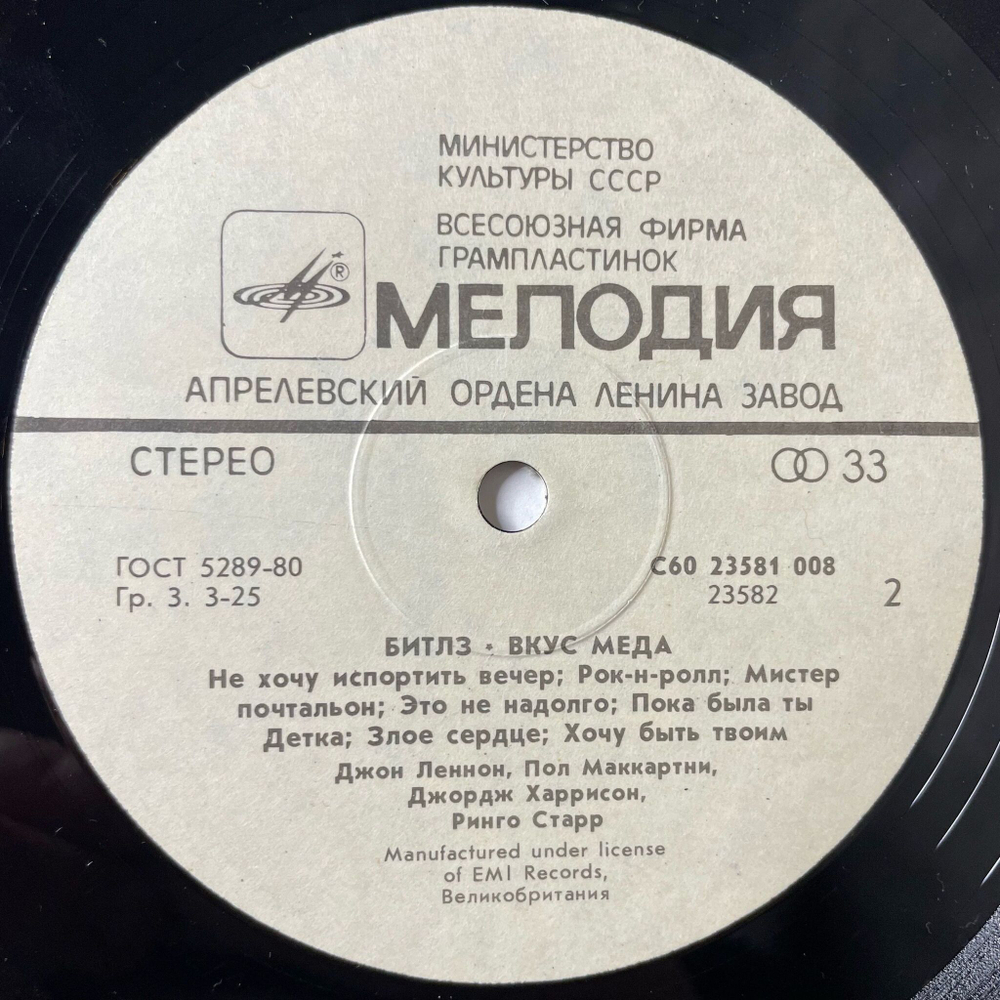 МИНИСТЕРСТВО
КУЛЬТУРЫ СССР
ВСЕСОЮЗНАЯ ФИРМА
ГРАМПЛАСТИНОК
®
МЕЛОДИЯ
АПРЕЛЕВСКИЙ ОРДЕНА ЛЕНИНА ЗАВОД
СТЕРЕО 33
ГОСТ 5289-80 С60 23581 008
Гр. 3. 3-25 23582 2
БИТЛЗ · ВКУС МЕДА
Не хочу испортить вечер; Рок-н-ролл; Мистер
почтальон; Это не надолго; Пока была ты
Детка; Злое сердце; Хочу быть твоим
Джон Леннон, Пол Маккартни,
Джордж Харрисон,
Ринго Старр
Manufactured under license
of EMI Records,
Великобритания